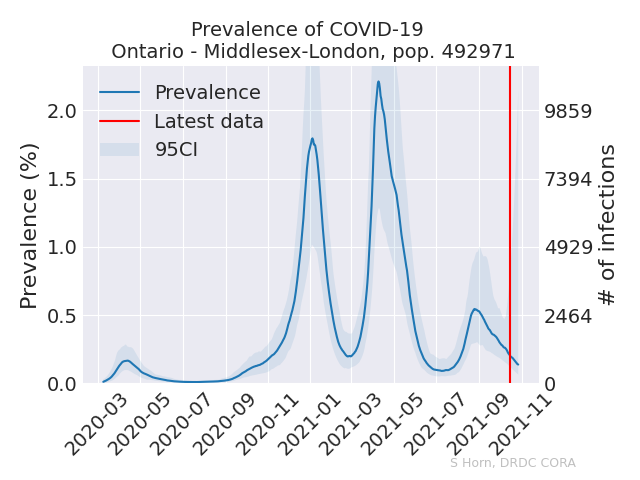 Prevalence of COVID-19
Ontario - Middlesex-London, pop. 492971
Prevalence
Latest data
95CI
Prevalence (%)
2.0
1.5
1.0
0.5
0.0
9859
7394
4929
2464
0
# of infections
2020-03
2020-05
2020-07
2020-09
2020-11
2021-01
2021-03
2021-05
2021-07
2021-09
2021-11
S Horn, DRDC CORA